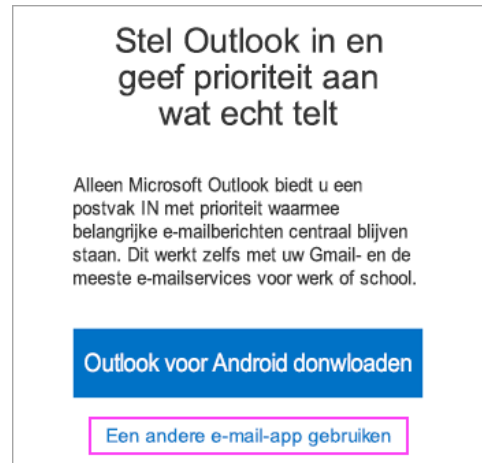 Stel Outlook in en
geef prioriteit aan
wat echt telt
Alleen Microsoft Outlook biedt u een
postvak IN met prioriteit waarmee
belangrijke e-mailberichten centraal blijven
staan. Dit werkt zelfs met uw Gmail- en de
meeste e-mailservices voor werk of school.
Outlook voor Android donwloaden
Een andere e-mail-app gebruiken